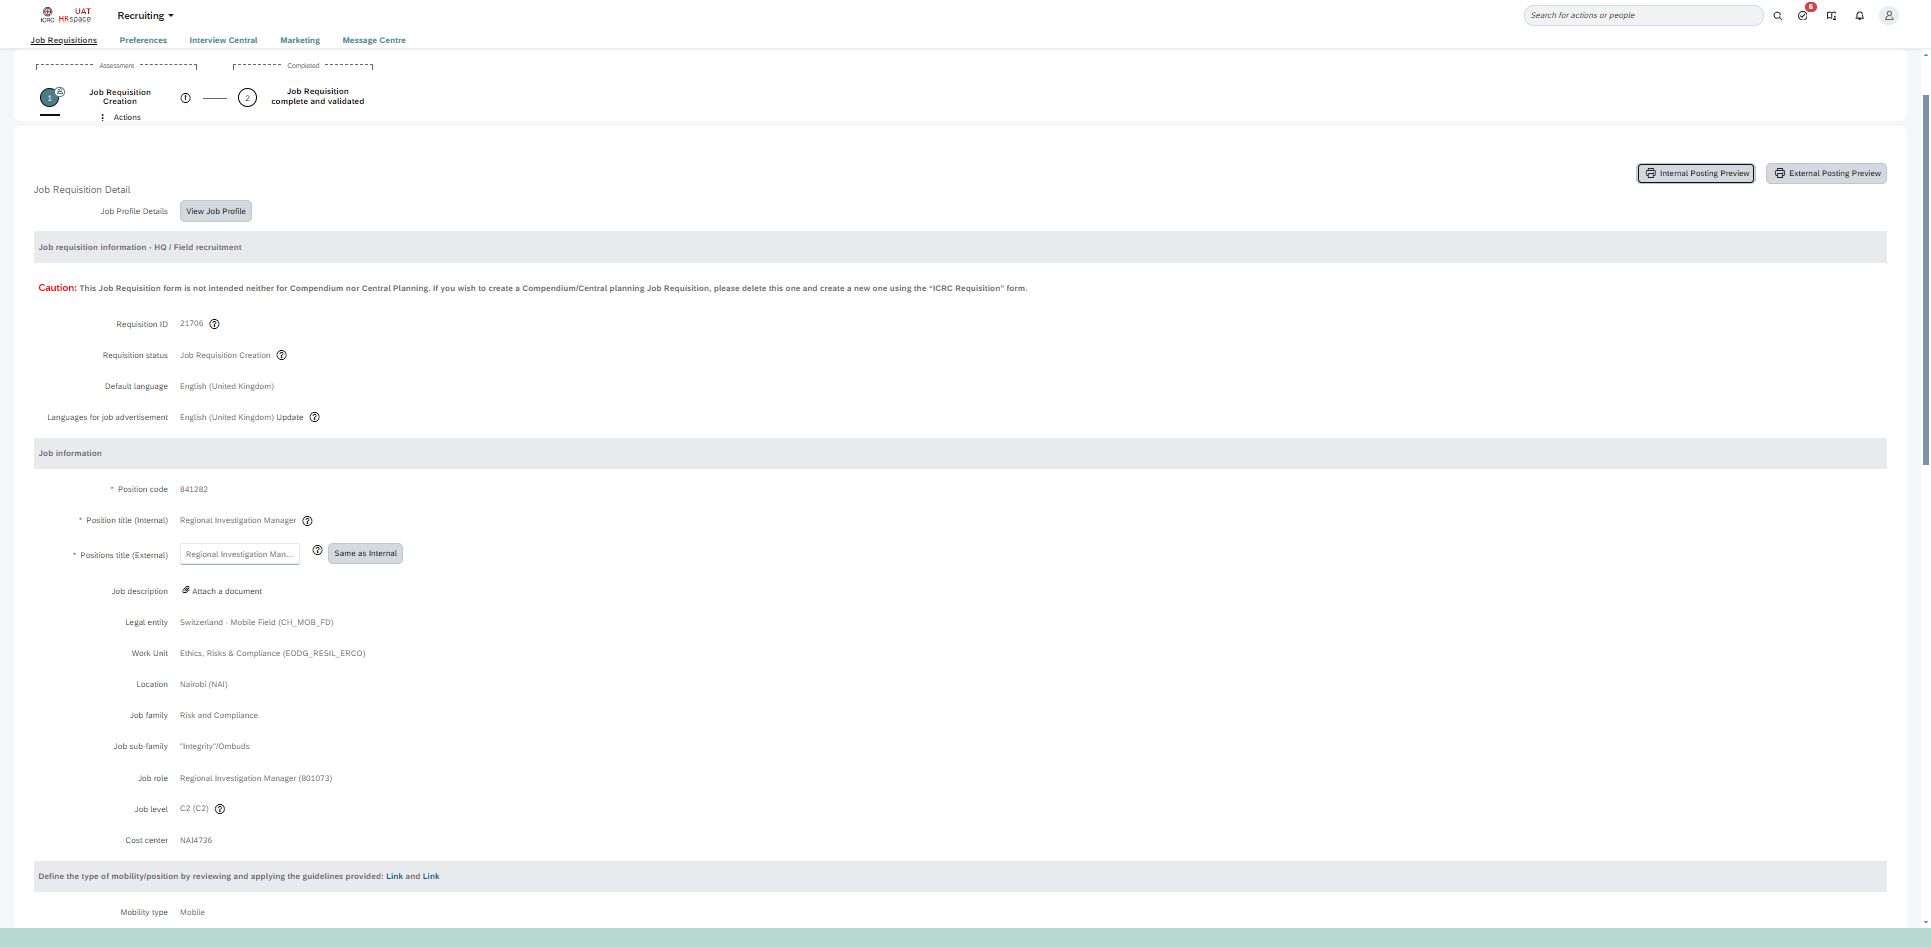 UAT
ICRC HRspace
Recruiting
Search for actions or people
6
Job Requisitions Preferences Interview Central Marketing Message Centre
Assessment Completed
1 Job Requisition Creation 2 Job Requisition complete and validated
Actions
Internal Posting Preview External Posting Preview
Job Requisition Detail
Job Profile Details View Job Profile
Job requisition information - HQ / Field recruitment
Caution: This Job Requisition form is not intended neither for Compendium nor Central Planning. If you wish to create a Compendium/Central planning Job Requisition, please delete this one and create a new one using the “ICRC Requisition” form.
Requisition ID 21706
Requisition status Job Requisition Creation
Default language English (United Kingdom)
Languages for job advertisement English (United Kingdom) Update
Job information
* Position code 841282
* Position title (Internal) Regional Investigation Manager
* Positions title (External) Regional Investigation Man... Same as Internal
Job description Attach a document
Legal entity Switzerland - Mobile Field (CH_MOB_FD)
Work Unit Ethics, Risks & Compliance (EODG_RESIL_ERCO)
Location Nairobi (NAI)
Job family Risk and Compliance
Job sub-family "Integrity"/Ombuds
Job role Regional Investigation Manager (801073)
Job level C2 (C2)
Cost center NAI4736
Define the type of mobility/position by reviewing and applying the guidelines provided: Link and Link
Mobility type Mobile